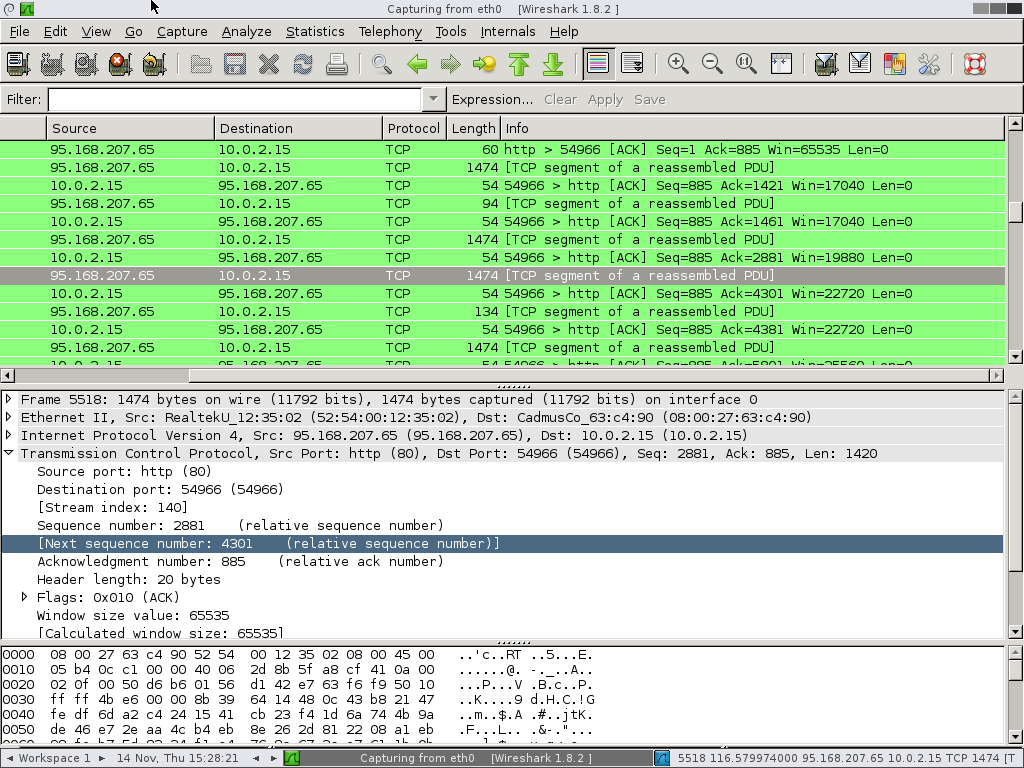 Capturing from eth0 [Wireshark 1.8.2 ]
File Edit View Go Capture Analyze Statistics Telephony Tools Internals Help
Filter: Expression... Clear Apply Save
Source Destination Protocol Length Info
95.168.207.65 10.0.2.15 TCP 60 http > 54966 [ACK] Seq=1 Ack=885 Win=65535 Len=0
95.168.207.65 10.0.2.15 TCP 1474 [TCP segment of a reassembled PDU]
10.0.2.15 95.168.207.65 TCP 54 54966 > http [ACK] Seq=885 Ack=1421 Win=17040 Len=0
95.168.207.65 10.0.2.15 TCP 94 [TCP segment of a reassembled PDU]
10.0.2.15 95.168.207.65 TCP 54 54966 > http [ACK] Seq=885 Ack=1461 Win=17040 Len=0
95.168.207.65 10.0.2.15 TCP 1474 [TCP segment of a reassembled PDU]
10.0.2.15 95.168.207.65 TCP 54 54966 > http [ACK] Seq=885 Ack=2881 Win=19880 Len=0
95.168.207.65 10.0.2.15 TCP 1474 [TCP segment of a reassembled PDU]
10.0.2.15 95.168.207.65 TCP 54 54966 > http [ACK] Seq=885 Ack=4301 Win=22720 Len=0
95.168.207.65 10.0.2.15 TCP 134 [TCP segment of a reassembled PDU]
10.0.2.15 95.168.207.65 TCP 54 54966 > http [ACK] Seq=885 Ack=4381 Win=22720 Len=0
95.168.207.65 10.0.2.15 TCP 1474 [TCP segment of a reassembled PDU]
10.0.2.15 95.168.207.65 TCP 54 54966 > http [ACK] Seq=885 Ack=5801 Win=25560 Len=0
Frame 5518: 1474 bytes on wire (11792 bits), 1474 bytes captured (11792 bits) on interface 0
Ethernet II, Src: RealtekU_12:35:02 (52:54:00:12:35:02), Dst: CadmusCo_63:c4:90 (08:00:27:63:c4:90)
Internet Protocol Version 4, Src: 95.168.207.65 (95.168.207.65), Dst: 10.0.2.15 (10.0.2.15)
Transmission Control Protocol, Src Port: http (80), Dst Port: 54966 (54966), Seq: 2881, Ack: 885, Len: 1420
Source port: http (80)
Destination port: 54966 (54966)
[Stream index: 140]
Sequence number: 2881 (relative sequence number)
[Next sequence number: 4301 (relative sequence number)]
Acknowledgment number: 885 (relative ack number)
Header length: 20 bytes
Flags: 0x010 (ACK)
Window size value: 65535
[Calculated window size: 65535]
0000 08 00 27 63 c4 90 52 54 00 12 35 02 08 00 45 00 ..'c..RT ..5...E.
0010 05 b4 0c c1 00 00 40 06 2d 8b 5f a8 cf 41 0a 00 ......@. -._..A..
0020 02 0f 00 50 d6 b6 01 56 d1 42 e7 63 f6 f9 50 10 ...P...V .B.c..P.
0030 ff ff 4b e6 00 00 8b 39 64 14 48 0c 43 b8 21 47 ..K....9 d.H.C.!G
0040 fe df 6d a2 c4 24 15 41 cb 23 f4 1d 6a 74 4b 9a ..m..$.A .#..jtK.
0050 de 46 e7 2e aa 4c b4 eb 8e 26 2d 81 22 08 a1 eb .F...L.. .&-."...
Workspace 1 14 Nov, Thu 15:28:21 Capturing from eth0 [Wireshark 1.8.2 ] 5518 116.579974000 95.168.207.65 10.0.2.15 TCP 1474 [T